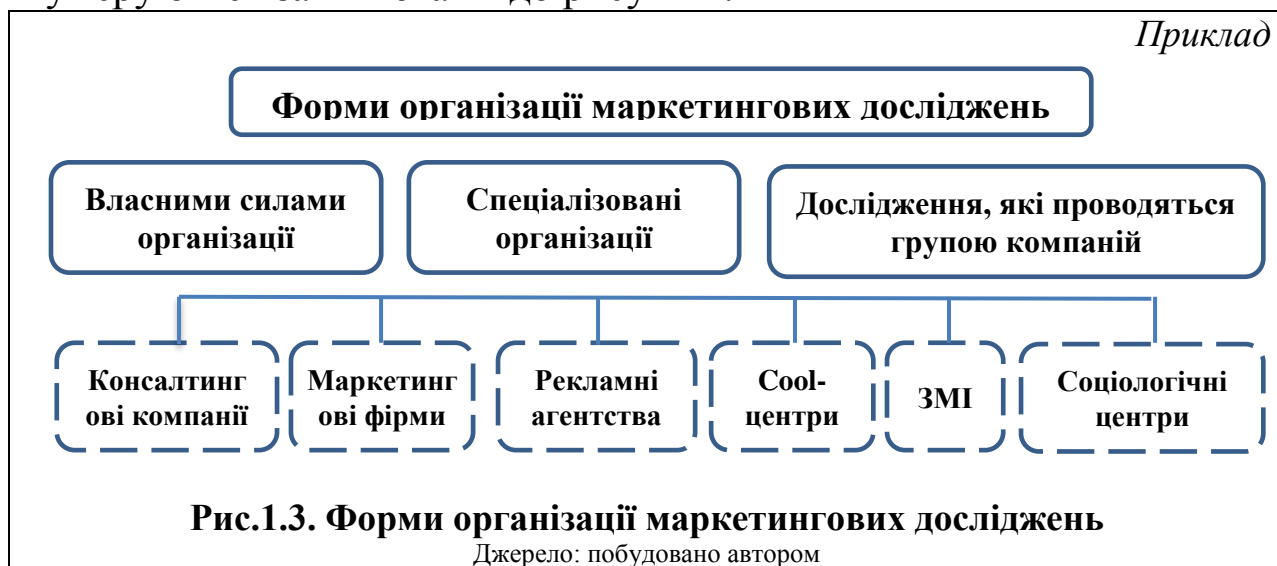 Приклад
Форми організації маркетингових досліджень
Власними силами
організації
Спеціалізовані
організації
Дослідження, які проводяться
групою компаній
Консалтинг
ові компанії
Маркетинг
ові фірми
Рекламні
агентства
Cool-
центри
ЗМІ
Соціологічні
центри
Рис.1.3. Форми організації маркетингових досліджень
Джерело: побудовано автором